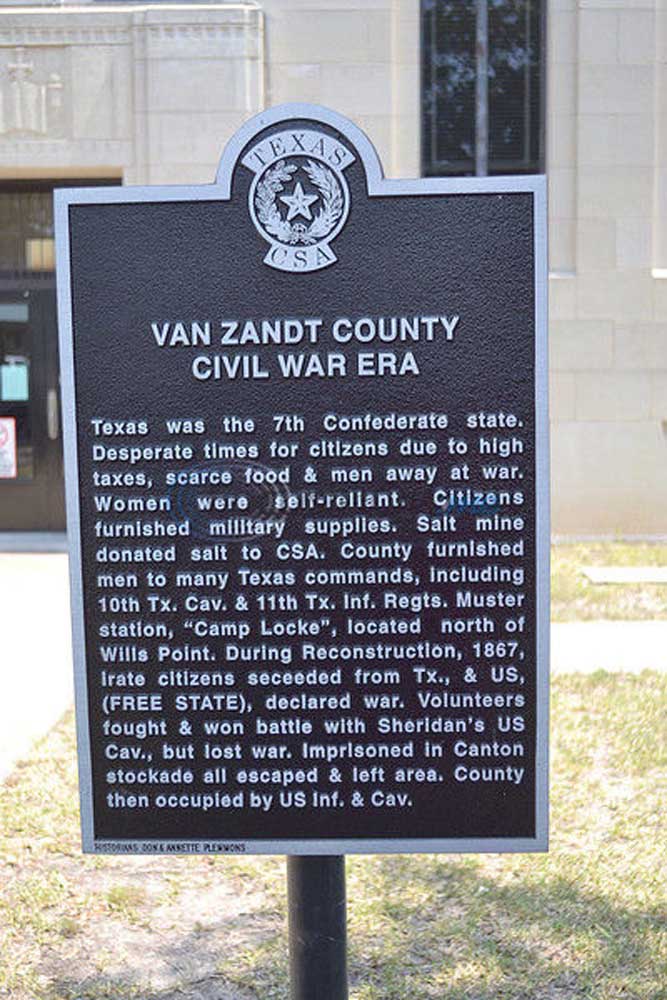 TEXAS
CSA
VAN ZANDT COUNTY
CIVIL WAR ERA
Texas was the 7th Confederate state.
Desperate times for citizens due to high
taxes, scarce food & men away at war.
Women were self-reliant. Citizens
furnished military supplies. Salt mine
donated salt to CSA. County furnished
men to many Texas commands, including
10th Tx. Cav. & 11th Tx. Inf. Regts. Muster
station, “Camp Locke”, located north of
Wills Point. During Reconstruction, 1867,
irate citizens seceeded from Tx., & US,
(FREE STATE), declared war. Volunteers
fought & won battle with Sheridan's US
Cav., but lost war. Imprisoned in Canton
stockade all escaped & left area. County
then occupied by US Inf. & Cav.
HISTORIANS DON & ANNETTE PLEMMONS